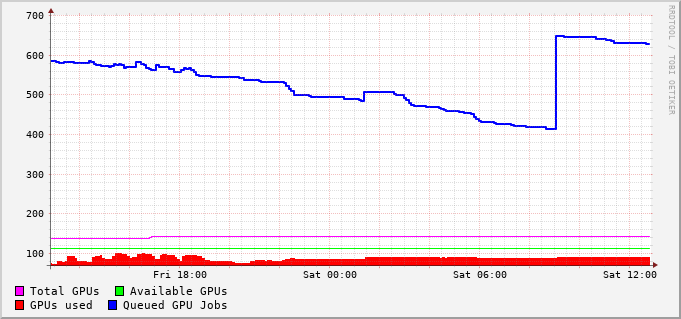 700
600
500
400
300
200
100
Fri 18:00 Sat 00:00 Sat 06:00 Sat 12:00
Total GPUs Available GPUs
GPUs used Queued GPU Jobs
RRDTOOL / TOBI OETIKER